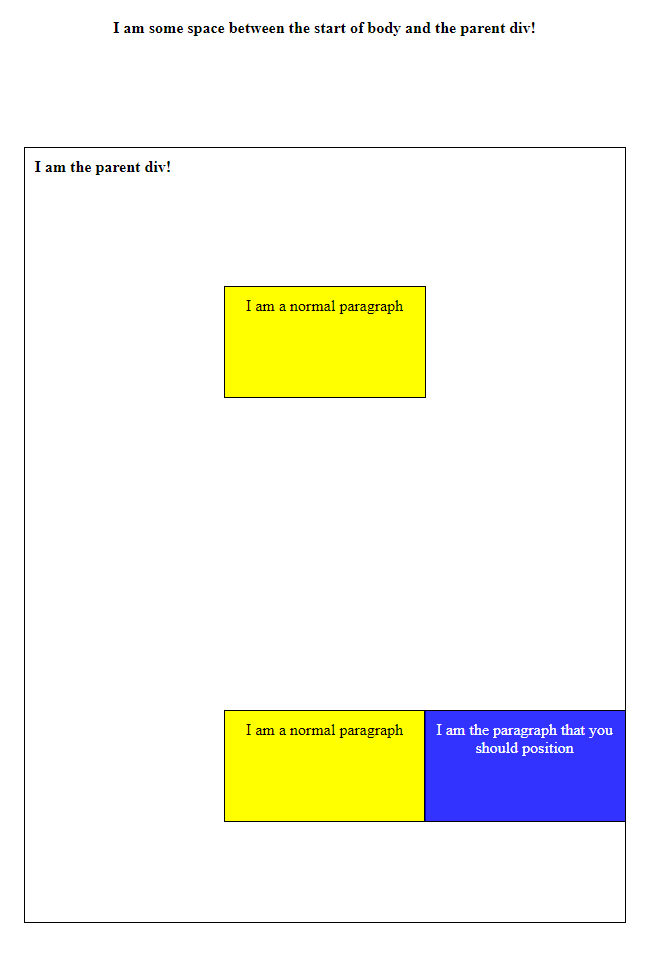 I am some space between the start of body and the parent div!
I am the parent div!
I am a normal paragraph
I am a normal paragraph
I am the paragraph that you
should position